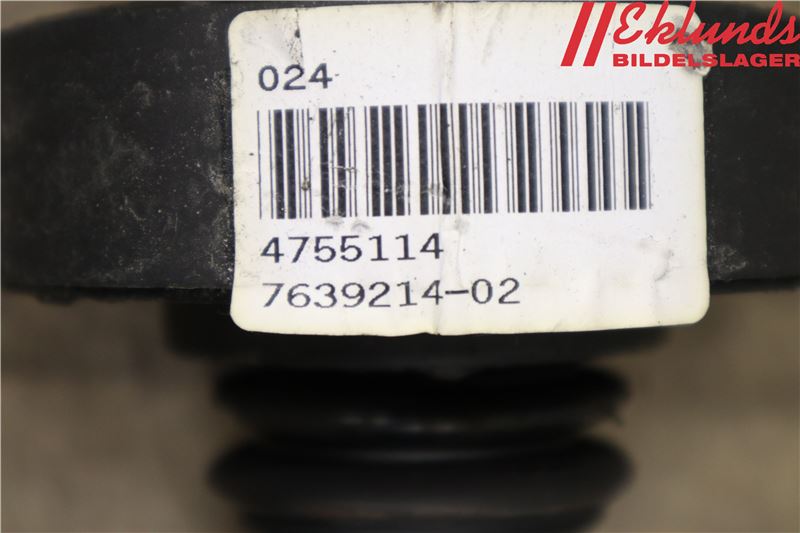 Eklunds
BILDELSLAGER
024
4755114
7639214-02